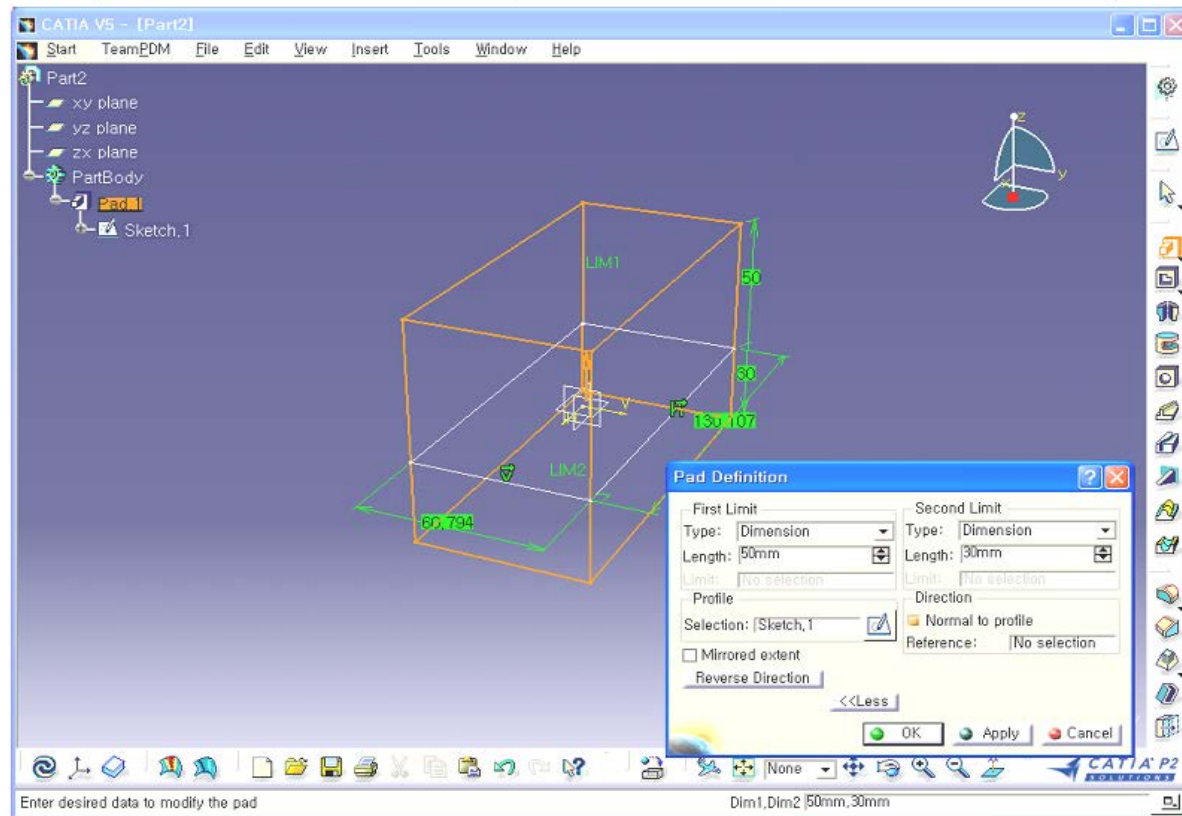 CATIA V5 - [Part2]
Start TeamPDM File Edit View Insert Tools Window Help
Part2
xy plane
yz plane
zx plane
PartBody
Pad.1
Sketch.1
z
y
x
LIM1
50
30
V
130,107
LIM2
60,794
Pad Definition
First Limit
Type: Dimension
Length: 50mm
Limit: No selection
Second Limit
Type: Dimension
Length: 30mm
Limit: No selection
Profile
Selection: Sketch.1
Direction
Normal to profile
Reference: No selection
Mirrored extent
Reverse Direction
<<Less
OK Apply Cancel
None
CATIA P2
SOLUTIONS
Enter desired data to modify the pad
Dim1,Dim2 50mm,30mm